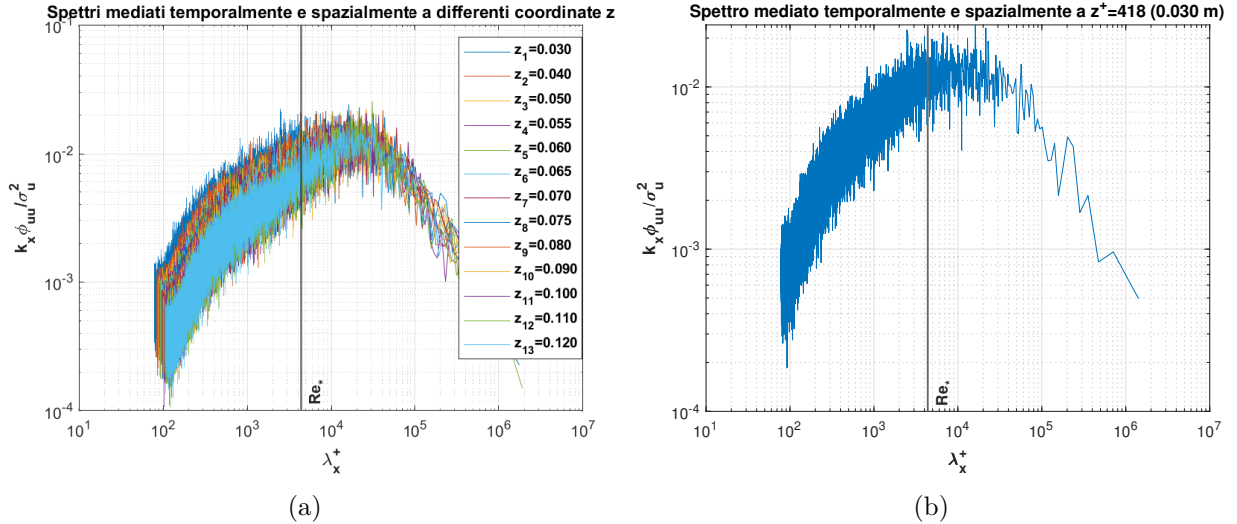 Spettri mediati temporalmente e spazialmente a differenti coordinate z
10^-1
10^-2
10^-3
10^-4
k_x ϕ_uu/σ_u^2
z_1=0.030
z_2=0.040
z_3=0.050
z_4=0.055
z_5=0.060
z_6=0.065
z_7=0.070
z_8=0.075
z_9=0.080
z_10=0.090
z_11=0.100
z_12=0.110
z_13=0.120
Re_*
10^1 10^2 10^3 10^4 10^5 10^6 10^7
λ_x^+
(a)
Spettro mediato temporalmente e spazialmente a z^+=418 (0.030 m)
10^-2
10^-3
10^-4
k_x ϕ_uu/σ_u^2
Re_*
10^1 10^2 10^3 10^4 10^5 10^6 10^7
λ_x^+
(b)